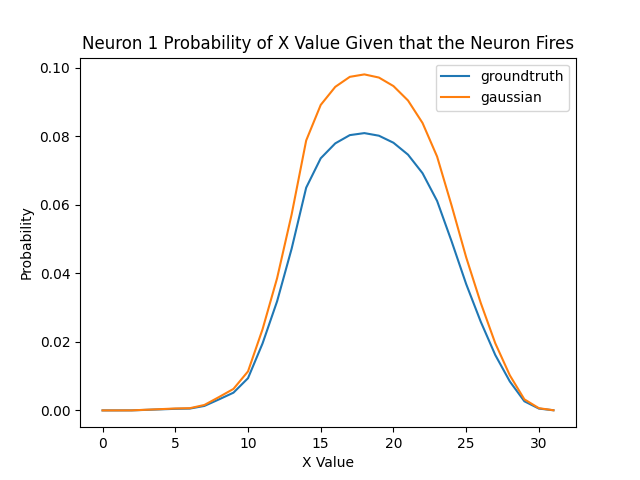 Neuron 1 Probability of X Value Given that the Neuron Fires
groundtruth
gaussian
0.10
0.08
0.06
0.04
0.02
0.00
Probability
0 5 10 15 20 25 30
X Value